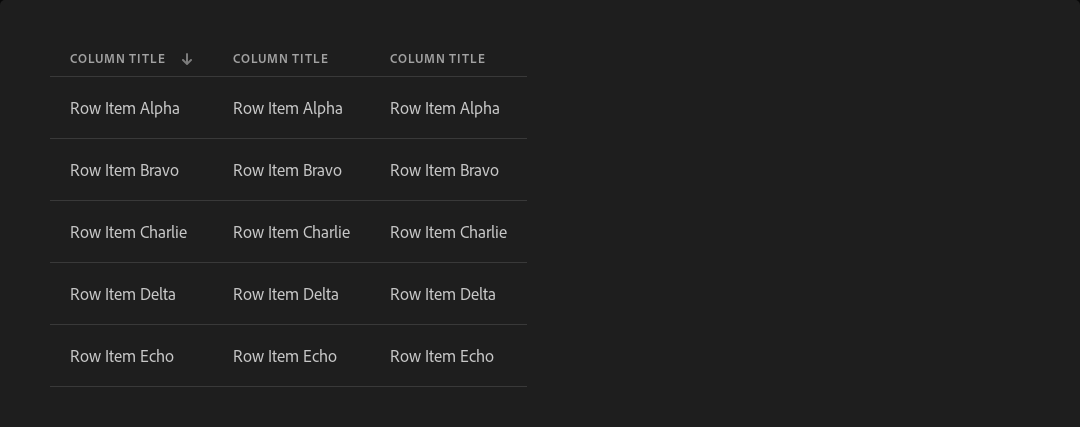 COLUMN TITLE COLUMN TITLE COLUMN TITLE
Row Item Alpha Row Item Alpha Row Item Alpha
Row Item Bravo Row Item Bravo Row Item Bravo
Row Item Charlie Row Item Charlie Row Item Charlie
Row Item Delta Row Item Delta Row Item Delta
Row Item Echo Row Item Echo Row Item Echo